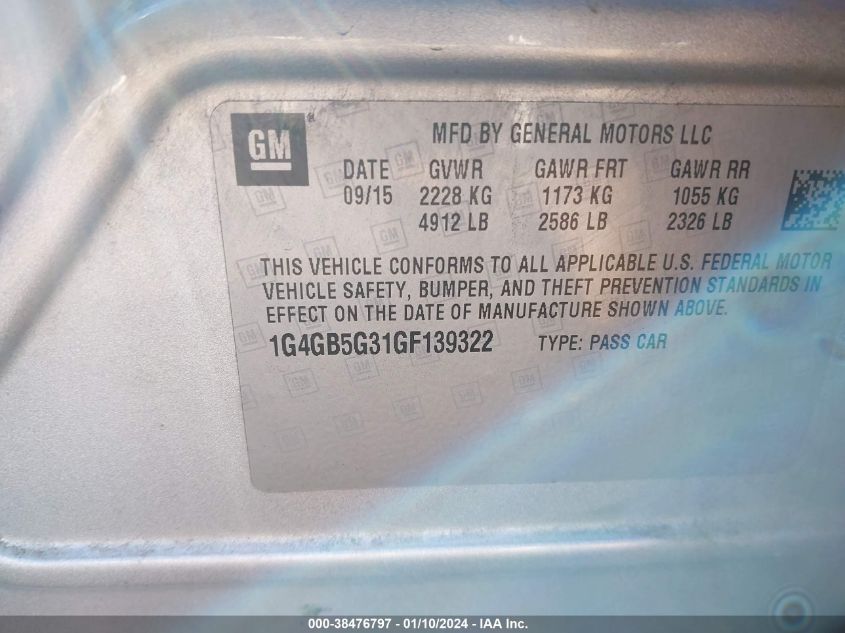 GM
MFD BY GENERAL MOTORS LLC
DATE GVWR GAWR FRT GAWR RR
09/15 2228 KG 1173 KG 1055 KG
4912 LB 2586 LB 2326 LB
THIS VEHICLE CONFORMS TO ALL APPLICABLE U.S. FEDERAL MOTOR
VEHICLE SAFETY, BUMPER, AND THEFT PREVENTION STANDARDS IN
EFFECT ON THE DATE OF MANUFACTURE SHOWN ABOVE.
1G4GB5G31GF139322 TYPE: PASS CAR
000-38476797 - 01/10/2024 - IAA Inc.